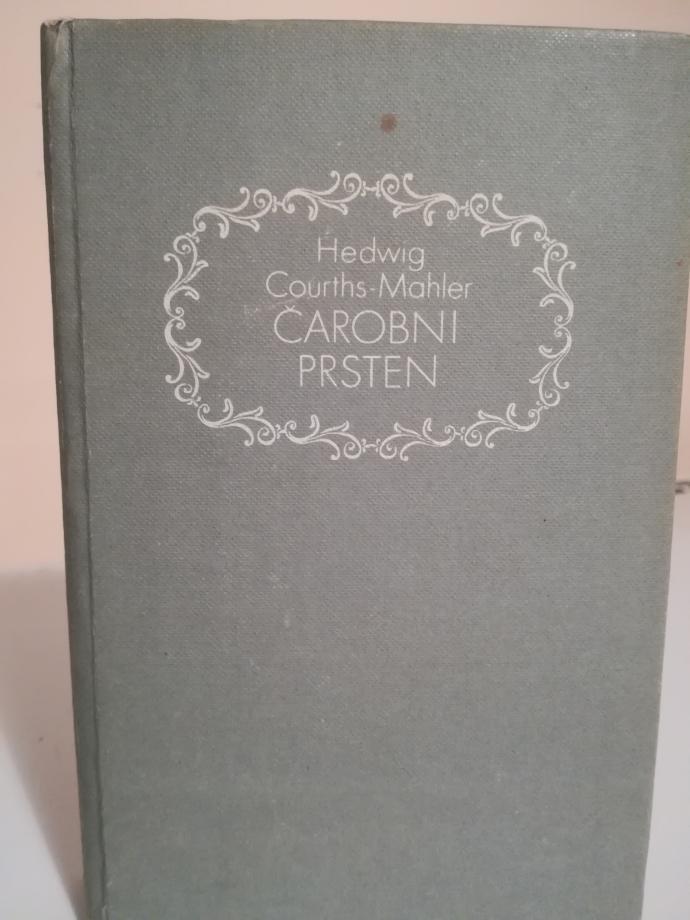 Hedwig
Courths-Mahler
ČAROBNI
PRSTEN